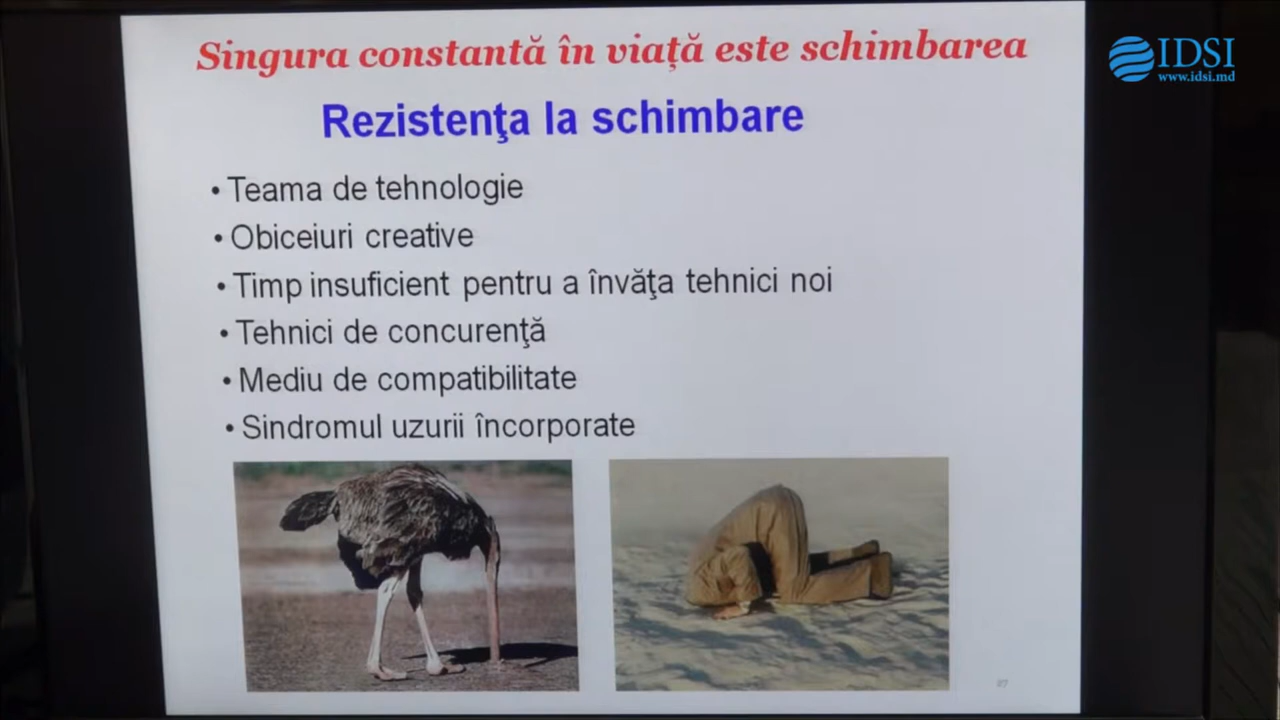 Singura constantă în viață este schimbarea
IDSI
www.idsi.md
Rezistenţa la schimbare
• Teama de tehnologie
• Obiceiuri creative
• Timp insuficient pentru a învăţa tehnici noi
• Tehnici de concurenţă
• Mediu de compatibilitate
• Sindromul uzurii încorporate
27